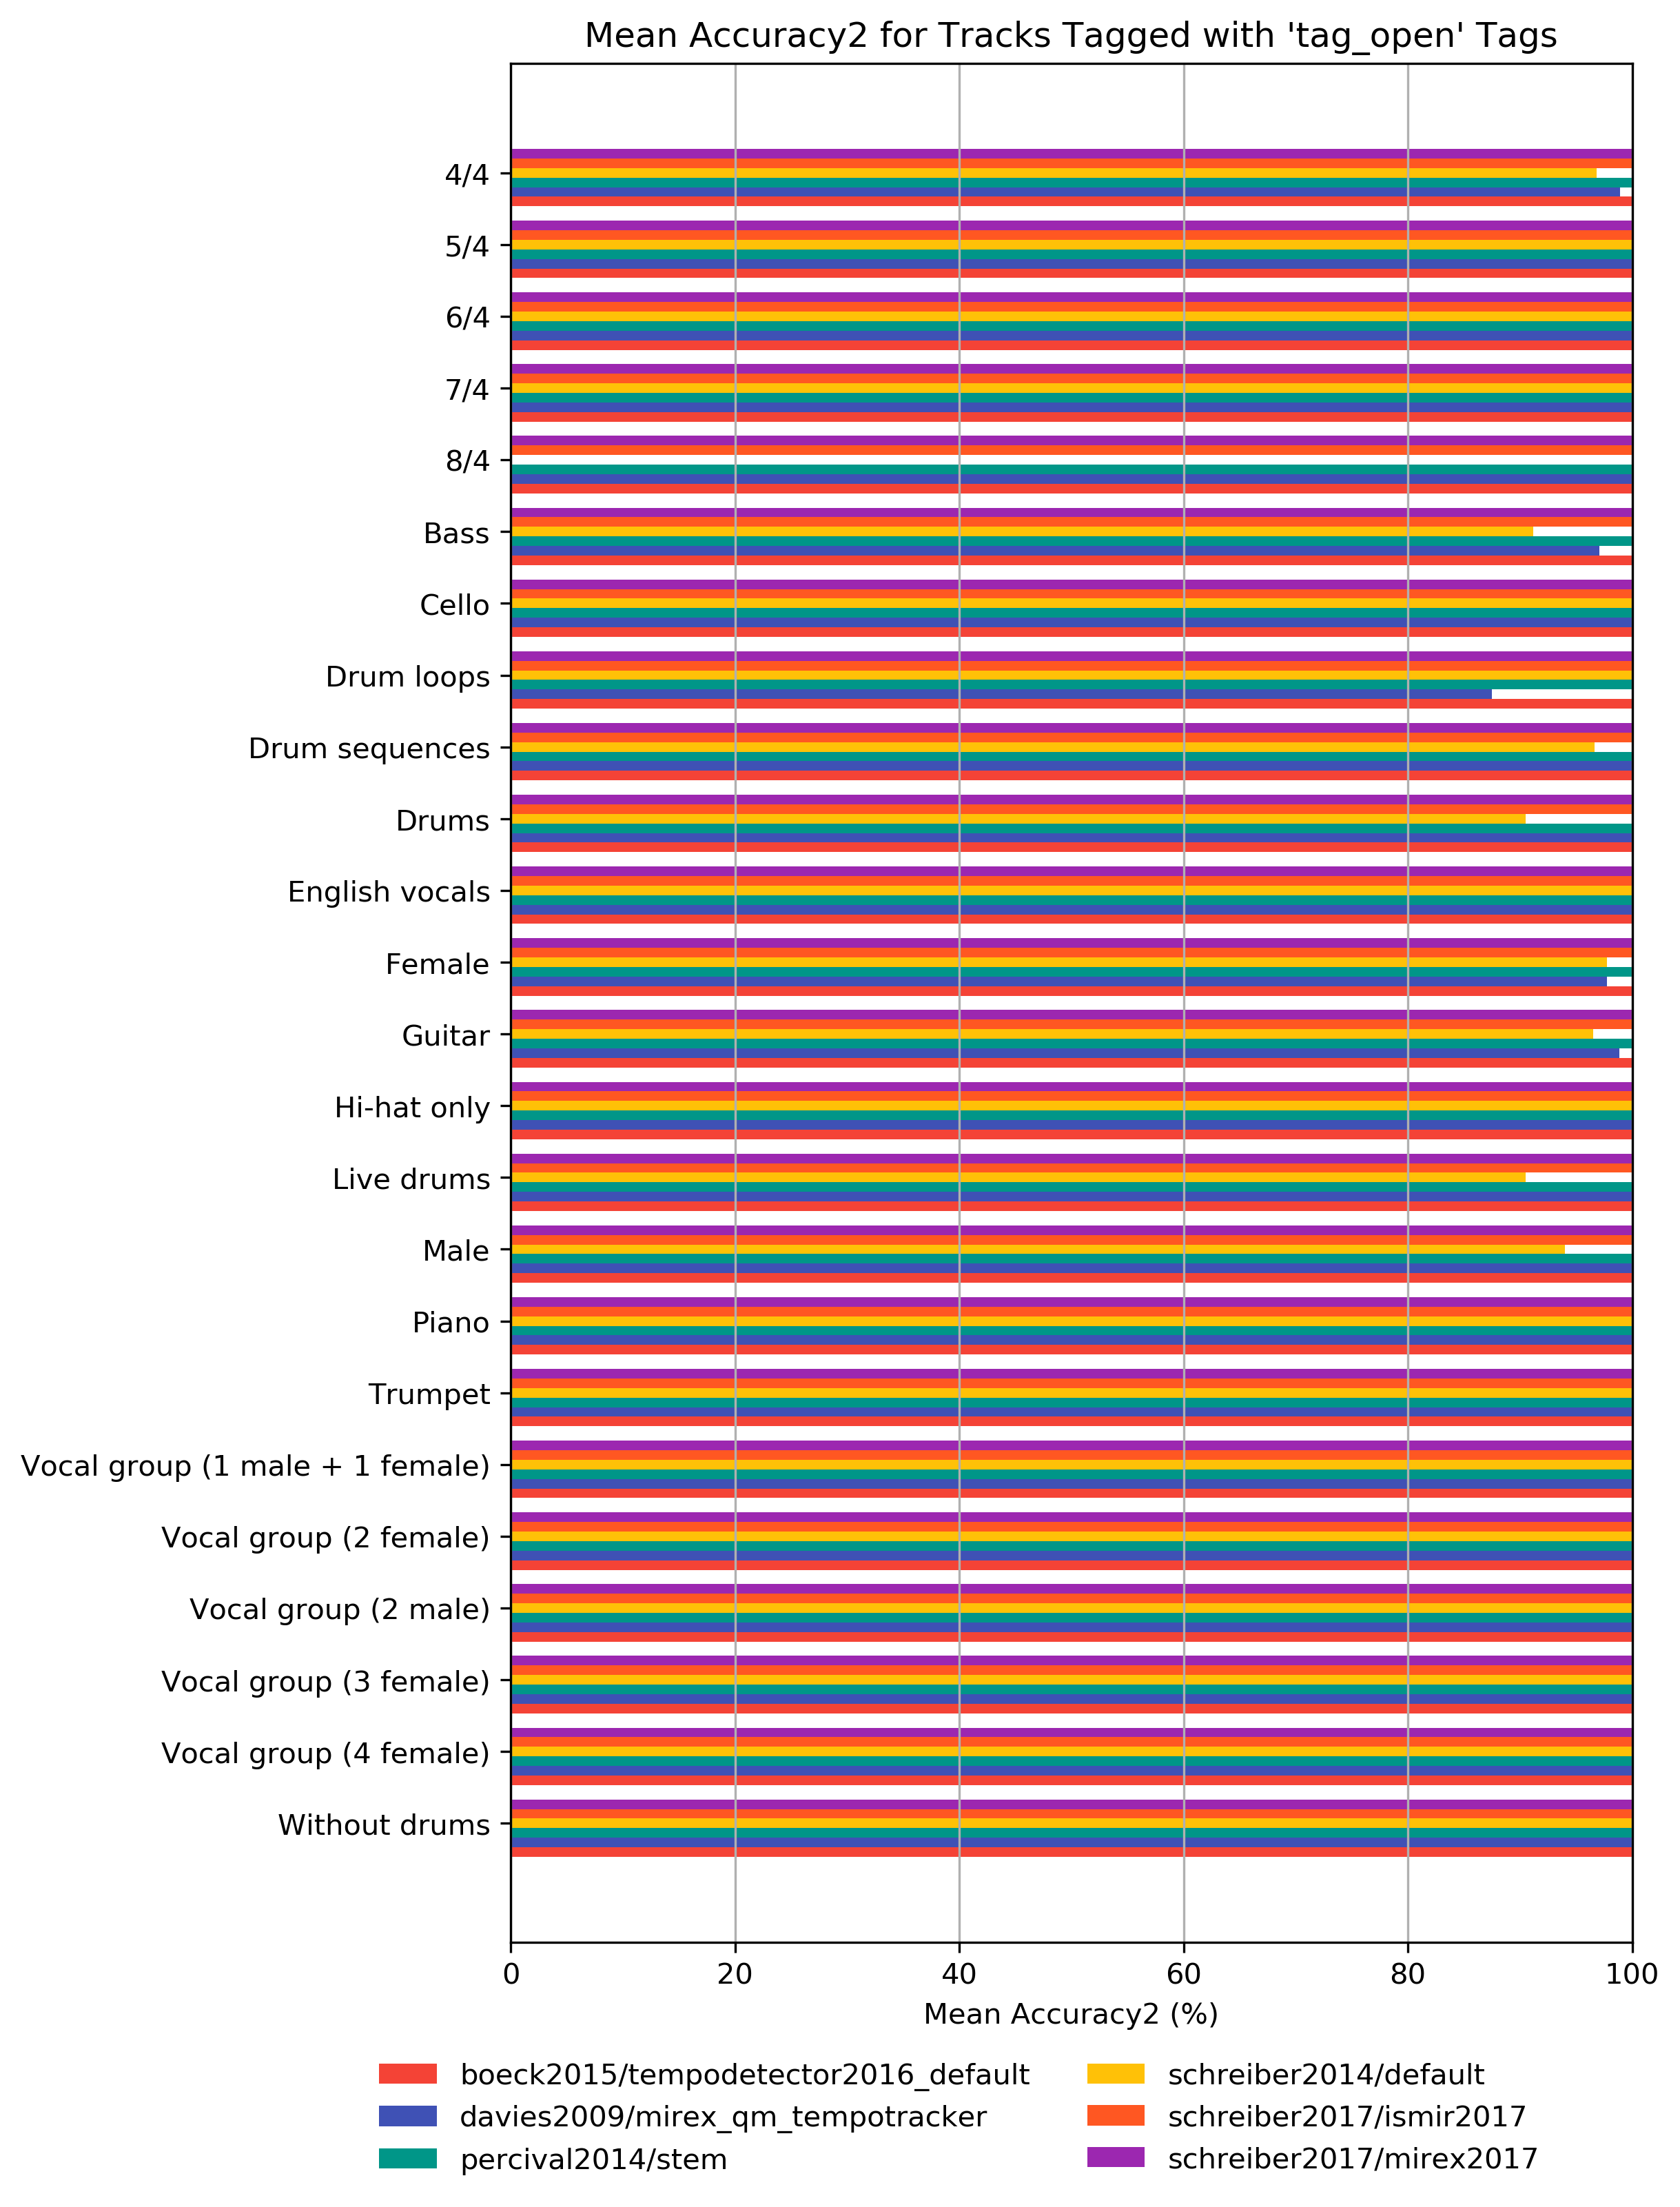 Mean Accuracy2 for Tracks Tagged with 'tag_open' Tags
4/4
5/4
6/4
7/4
8/4
Bass
Cello
Drum loops
Drum sequences
Drums
English vocals
Female
Guitar
Hi-hat only
Live drums
Male
Piano
Trumpet
Vocal group (1 male + 1 female)
Vocal group (2 female)
Vocal group (2 male)
Vocal group (3 female)
Vocal group (4 female)
Without drums
0 20 40 60 80 100
Mean Accuracy2 (%)
boeck2015/tempodetector2016_default
davies2009/mirex_qm_tempotracker
percival2014/stem
schreiber2014/default
schreiber2017/ismir2017
schreiber2017/mirex2017